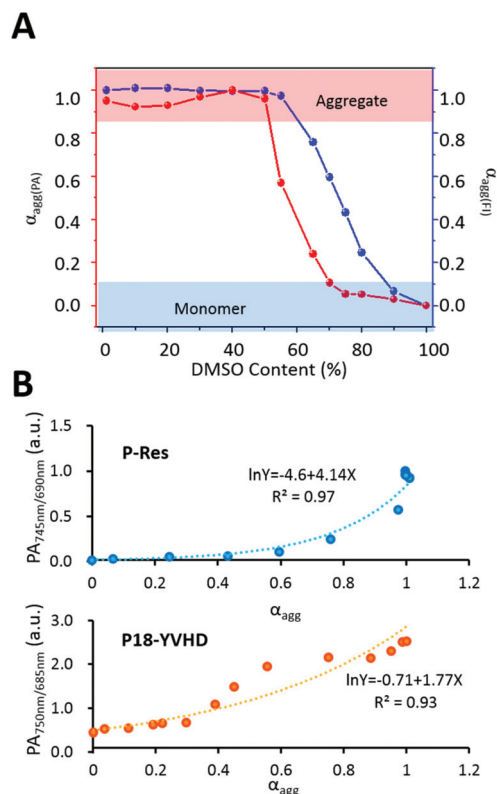 A
1.0
0.8
0.6
0.4
0.2
0.0
αagg(PA)
Aggregate
Monomer
1.0
0.8
0.6
0.4
0.2
0.0
αagg(FI)
0 20 40 60 80 100
DMSO Content (%)
B
1.5
1.0
0.5
0.0
PA745nm/690nm (a.u.)
P-Res
lnY=-4.6+4.14X
R² = 0.97
0 0.2 0.4 0.6 0.8 1 1.2
αagg
3.0
2.0
1.0
0.0
PA750nm/685nm (a.u.)
P18-YVHD
lnY=-0.71+1.77X
R² = 0.93
0 0.2 0.4 0.6 0.8 1 1.2
αagg